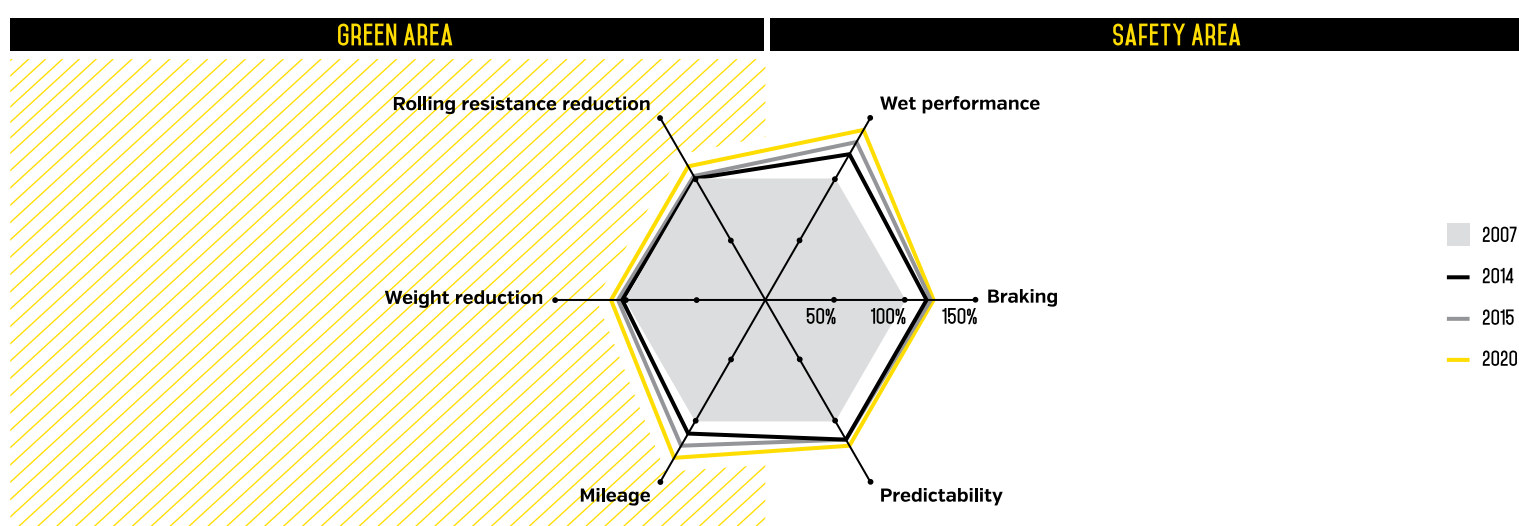 GREEN AREA
SAFETY AREA
Rolling resistance reduction
Wet performance
Weight reduction
Braking
50%
100%
150%
Mileage
Predictability
2007
2014
2015
2020